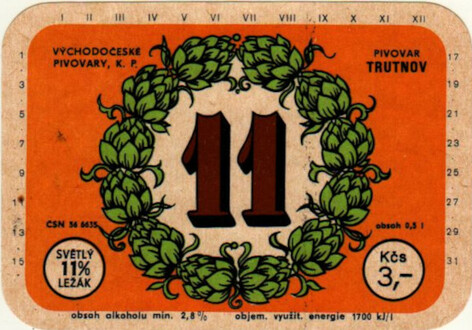 I II III IV V VI VII VIII IX X XI XII
VÝCHODOČESKÉ
PIVOVARY, K. P.
PIVOVAR
TRUTNOV
1
3
5
7
9
11
13
15
17
19
21
23
25
27
29
31
11
ČSN 56 6635
obsah 0,5 l
SVĚTLÝ
11%
LEŽÁK
Kčs
3,–
obsah alkoholu min. 2,8% objem. využit. energie 1700 kJ/l